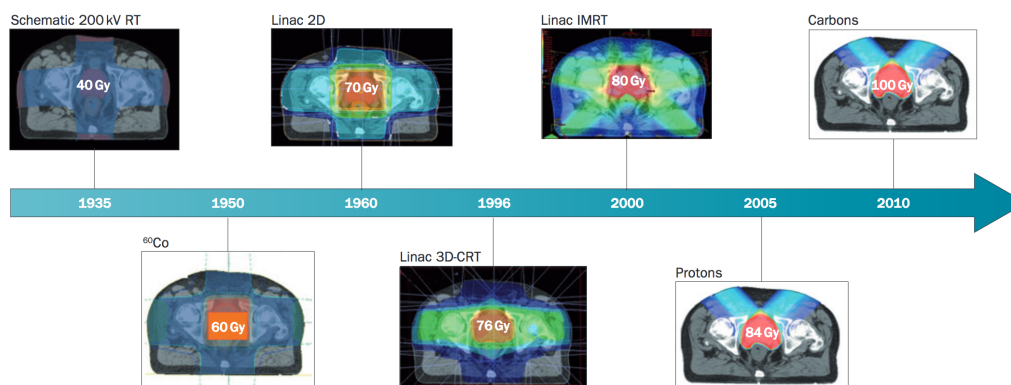 Schematic 200 kV RT
Linac 2D
Linac IMRT
Carbons
40 Gy
70 Gy
80 Gy
100 Gy
1935
1950
1960
1996
2000
2005
2010
⁶⁰Co
Linac 3D-CRT
Protons
60 Gy
76 Gy
84 Gy